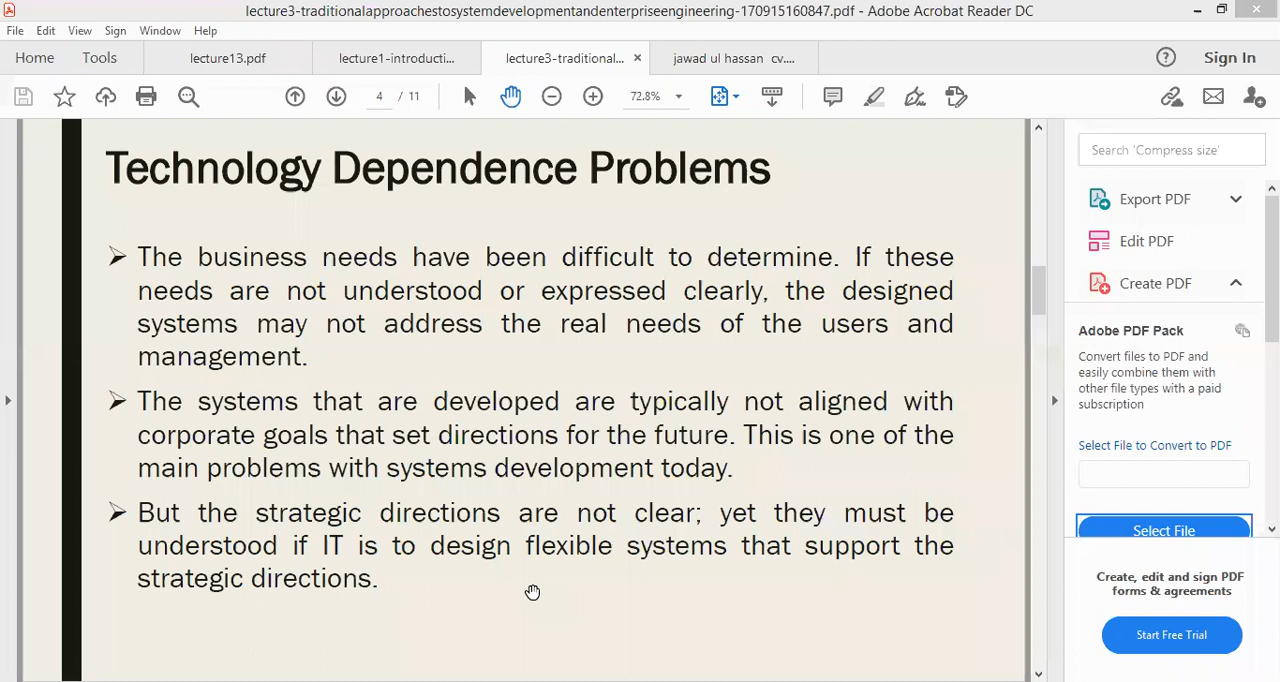 lecture3-traditionalapproachestosystemdevelopmentandenterpriseengineering-170915160847.pdf - Adobe Acrobat Reader DC
File Edit View Sign Window Help
Home Tools lecture13.pdf lecture1-introducti... lecture3-traditional... × jawad ul hassan cv.... ? Sign In
4 / 11 72.8%
Technology Dependence Problems
The business needs have been difficult to determine. If these
needs are not understood or expressed clearly, the designed
systems may not address the real needs of the users and
management.
The systems that are developed are typically not aligned with
corporate goals that set directions for the future. This is one of the
main problems with systems development today.
But the strategic directions are not clear; yet they must be
understood if IT is to design flexible systems that support the
strategic directions.
Search 'Compress size'
Export PDF
Edit PDF
Create PDF
Adobe PDF Pack
Convert files to PDF and
easily combine them with
other file types with a paid
subscription
Select File to Convert to PDF
Select File
Create, edit and sign PDF
forms & agreements
Start Free Trial